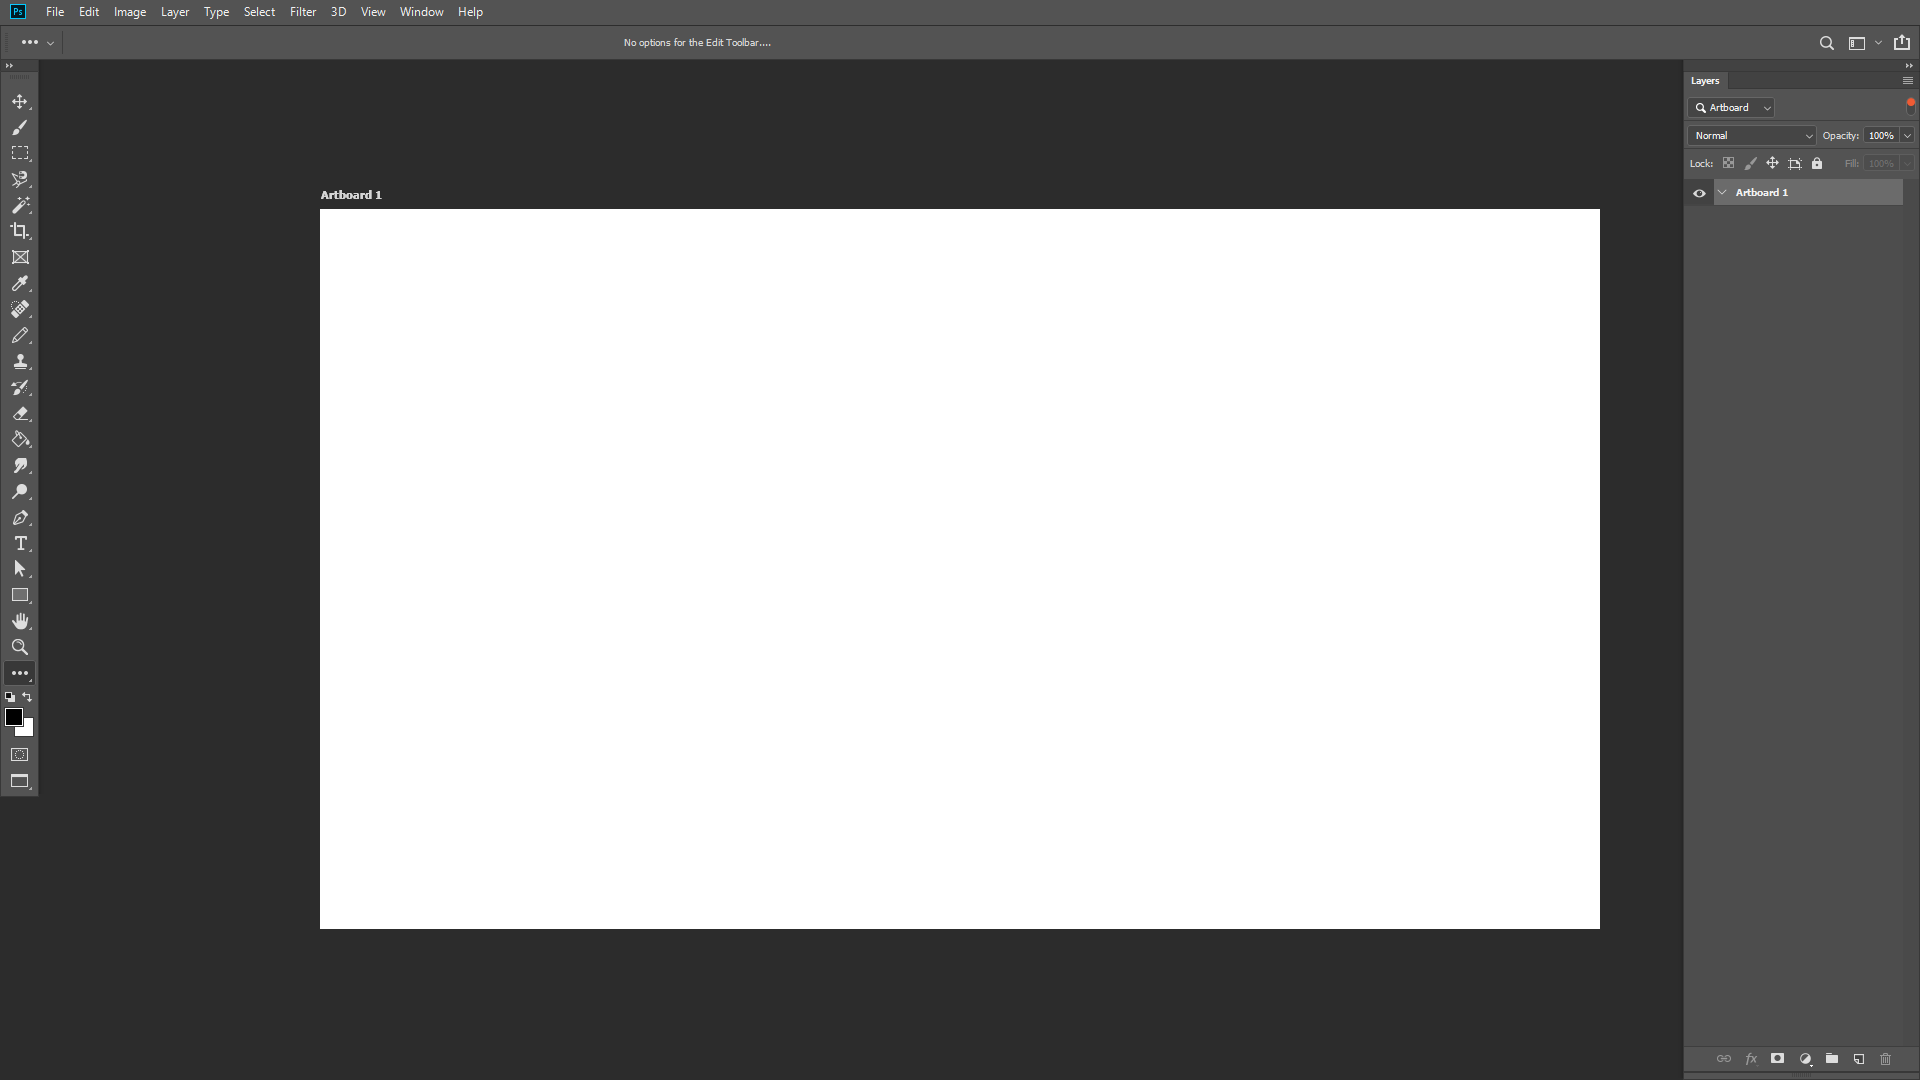 Ps File Edit Image Layer Type Select Filter 3D View Window Help
No options for the Edit Toolbar....
Layers
Artboard
Normal Opacity: 100%
Lock: Fill: 100%
Artboard 1
Artboard 1
T
fx